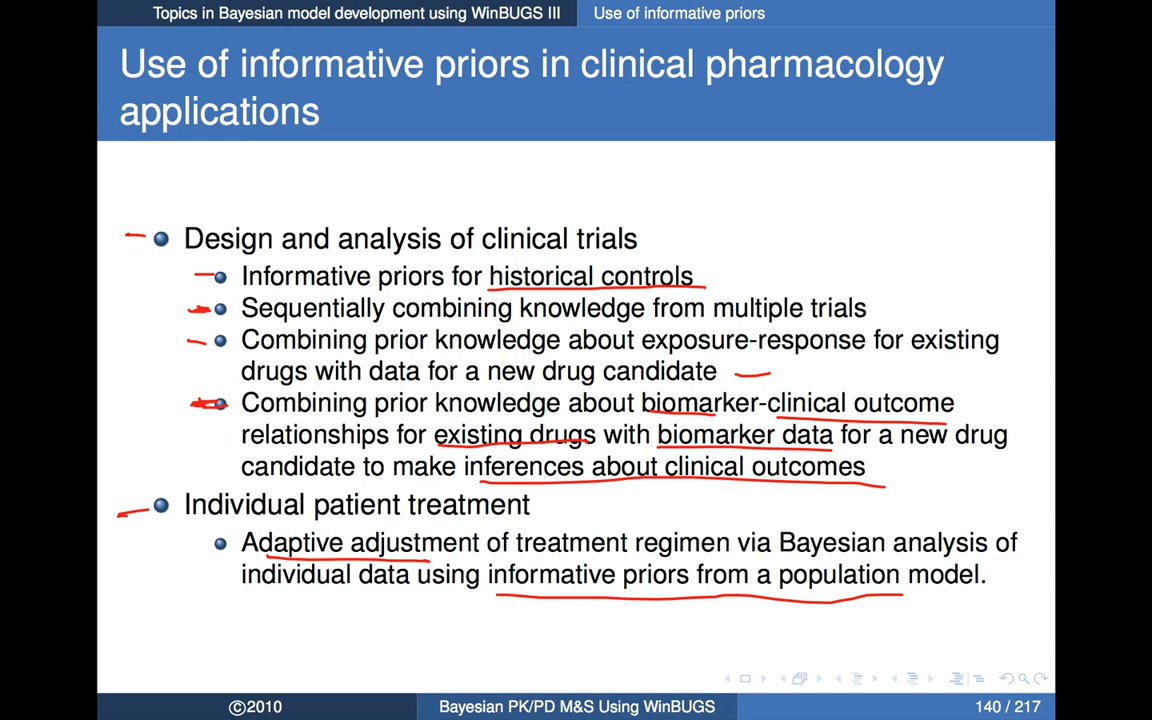 Topics in Bayesian model development using WinBUGS III
Use of informative priors
Use of informative priors in clinical pharmacology
applications
Design and analysis of clinical trials
Informative priors for historical controls
Sequentially combining knowledge from multiple trials
Combining prior knowledge about exposure-response for existing
drugs with data for a new drug candidate
Combining prior knowledge about biomarker-clinical outcome
relationships for existing drugs with biomarker data for a new drug
candidate to make inferences about clinical outcomes
Individual patient treatment
Adaptive adjustment of treatment regimen via Bayesian analysis of
individual data using informative priors from a population model.
©2010
Bayesian PK/PD M&S Using WinBUGS
140 / 217